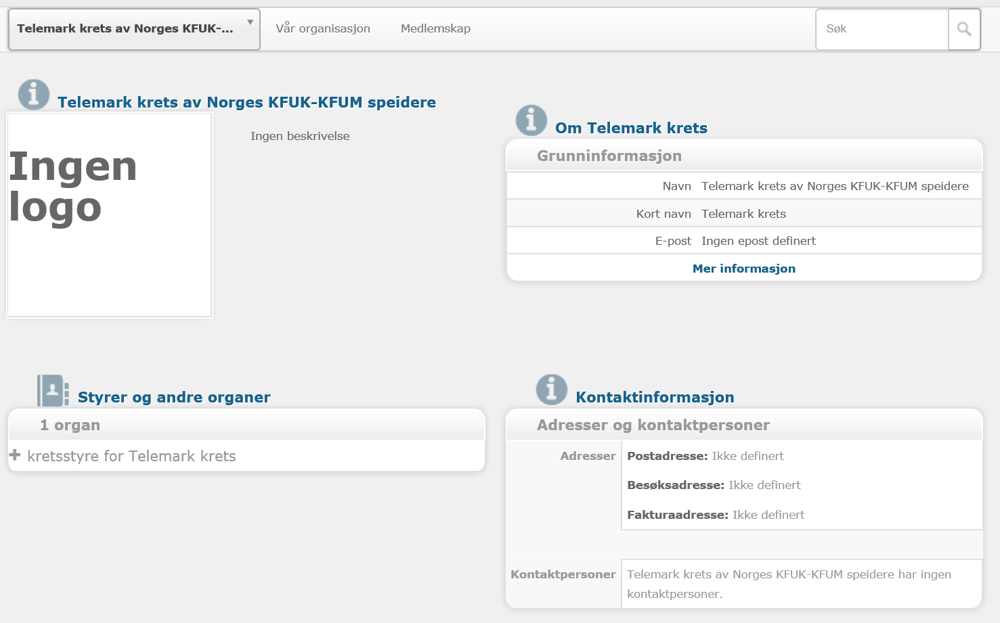 Telemark krets av Norges KFUK-...
Vår organisasjon
Medlemskap
Søk
Telemark krets av Norges KFUK-KFUM speidere
Ingen
logo
Ingen beskrivelse
Om Telemark krets
Grunninformasjon
Navn Telemark krets av Norges KFUK-KFUM speidere
Kort navn Telemark krets
E-post Ingen epost definert
Mer informasjon
Styrer og andre organer
1 organ
kretsstyre for Telemark krets
Kontaktinformasjon
Adresser og kontaktpersoner
Adresser Postadresse: Ikke definert
Besøksadresse: Ikke definert
Fakturaadresse: Ikke definert
Kontaktpersoner Telemark krets av Norges KFUK-KFUM speidere har ingen
kontaktpersoner.